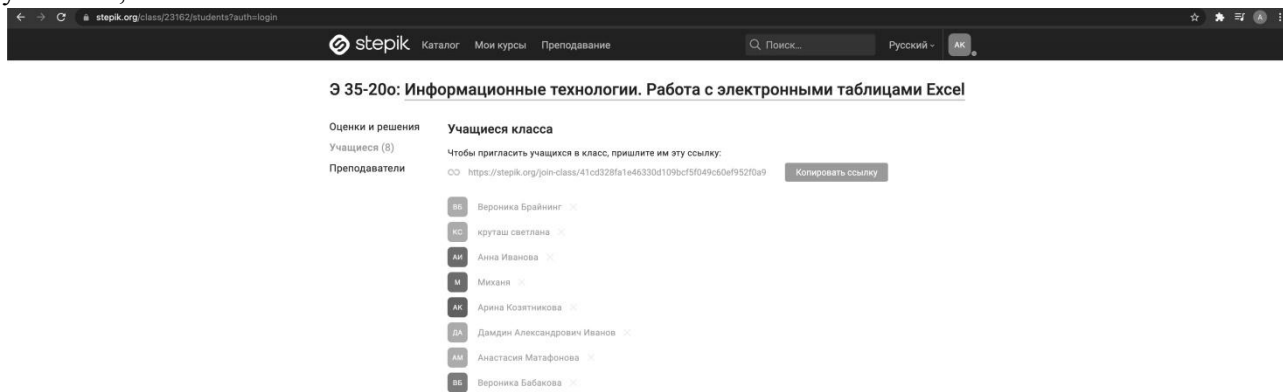 stepik.org/class/23162/students?auth=login
stepik Каталог Мои курсы Преподавание Поиск... Русский АК
Э 35-20о: Информационные технологии. Работа с электронными таблицами Excel
Оценки и решения
Учащиеся (8)
Преподаватели
Учащиеся класса
Чтобы пригласить учащихся в класс, пришлите им эту ссылку:
https://stepik.org/join-class/41cd328fa1e46330d109bcf5f049c60ef952f0a9 Копировать ссылку
ВБ Вероника Брайнинг
КС круташ светлана
АИ Анна Иванова
М Миханя
АК Арина Козятникова
ДА Дамдин Александрович Иванов
АМ Анастасия Матафонова
ВБ Вероника Бабакова